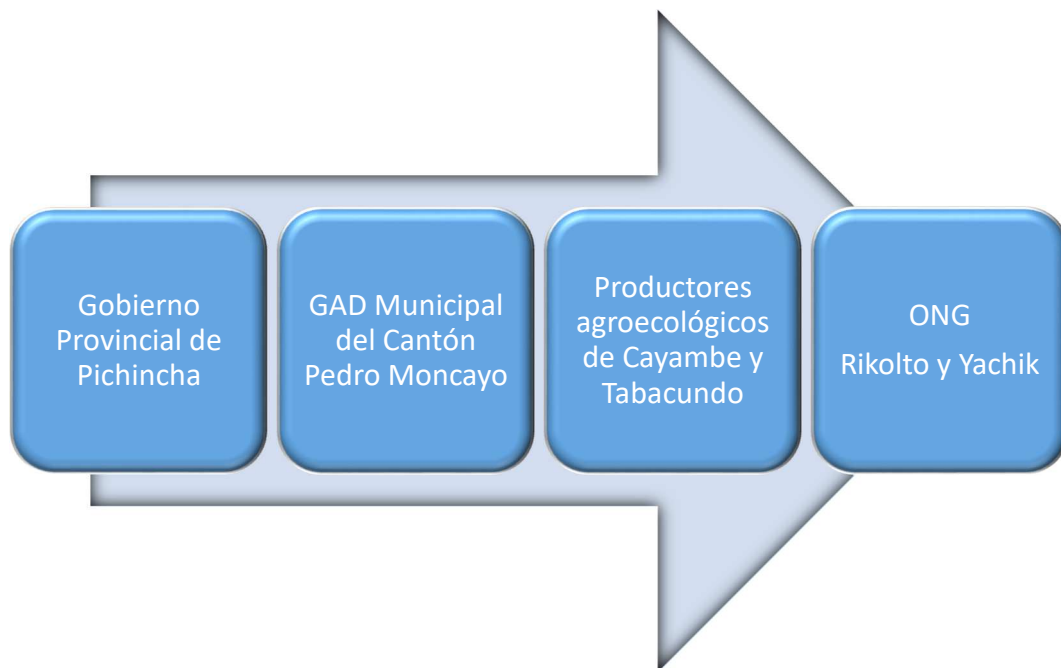 Gobierno
Provincial de
Pichincha
GAD Municipal
del Cantón
Pedro Moncayo
Productores
agroecológicos
de Cayambe y
Tabacundo
ONG
Rikolto y Yachik